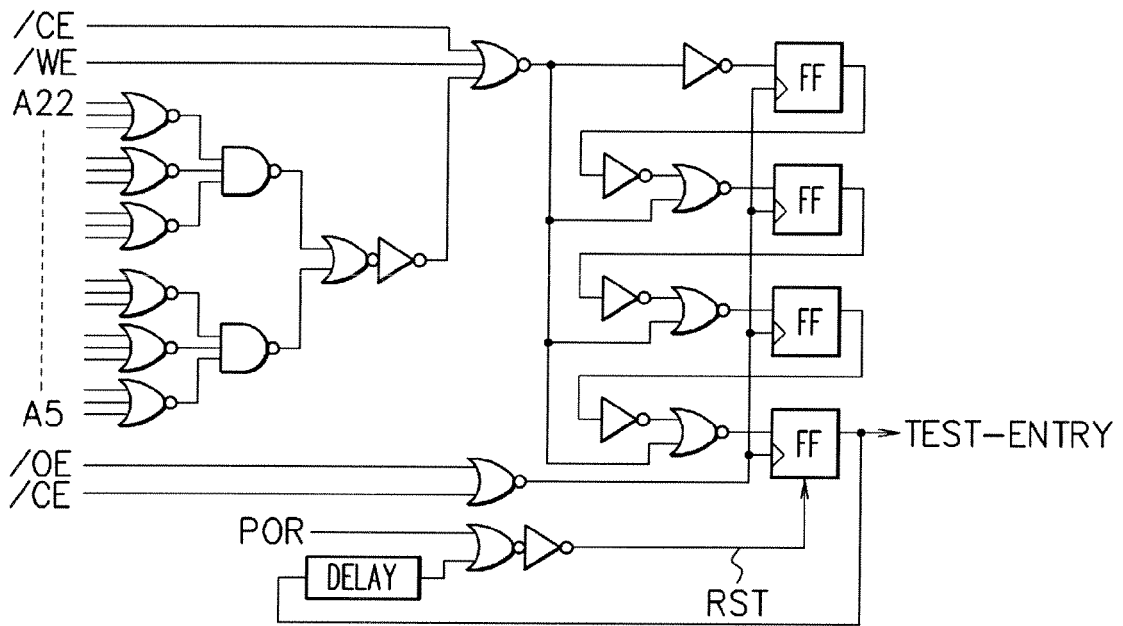 /CE
/WE
A22
A5
/OE
/CE
POR
DELAY
RST
FF
FF
FF
FF
TEST-ENTRY